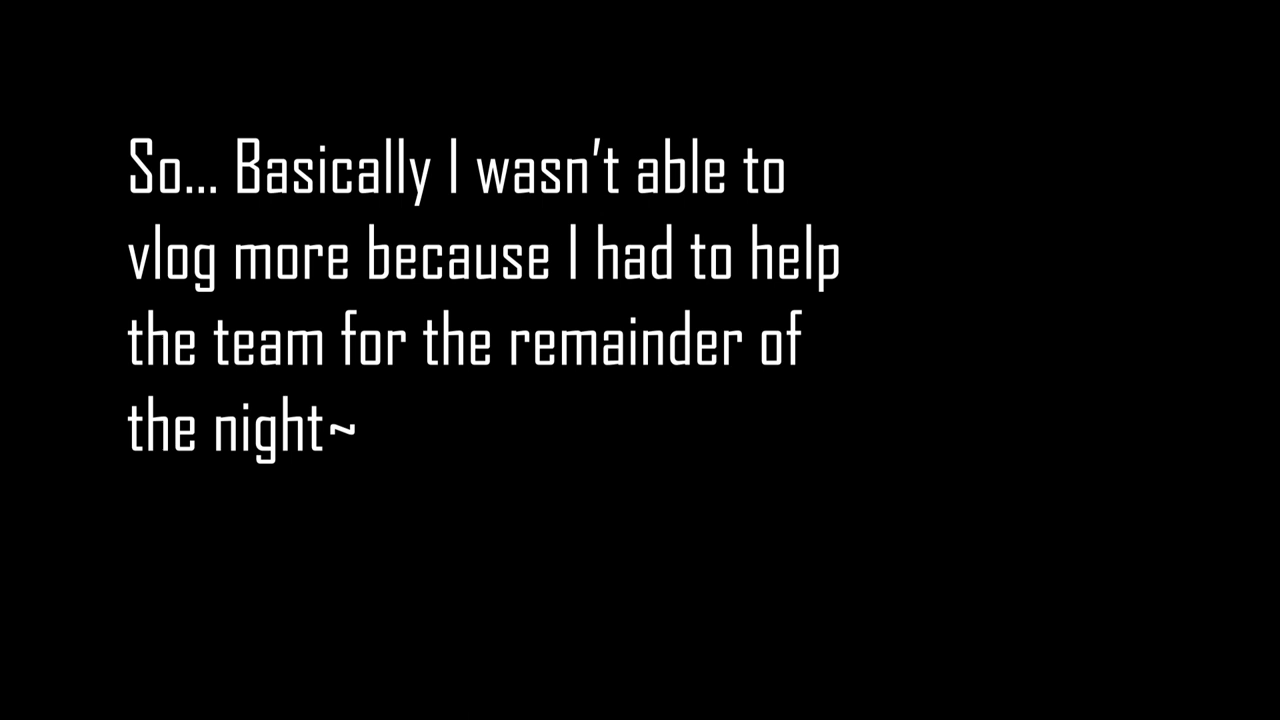 So... Basically I wasn't able to
vlog more because I had to help
the team for the remainder of
the night~